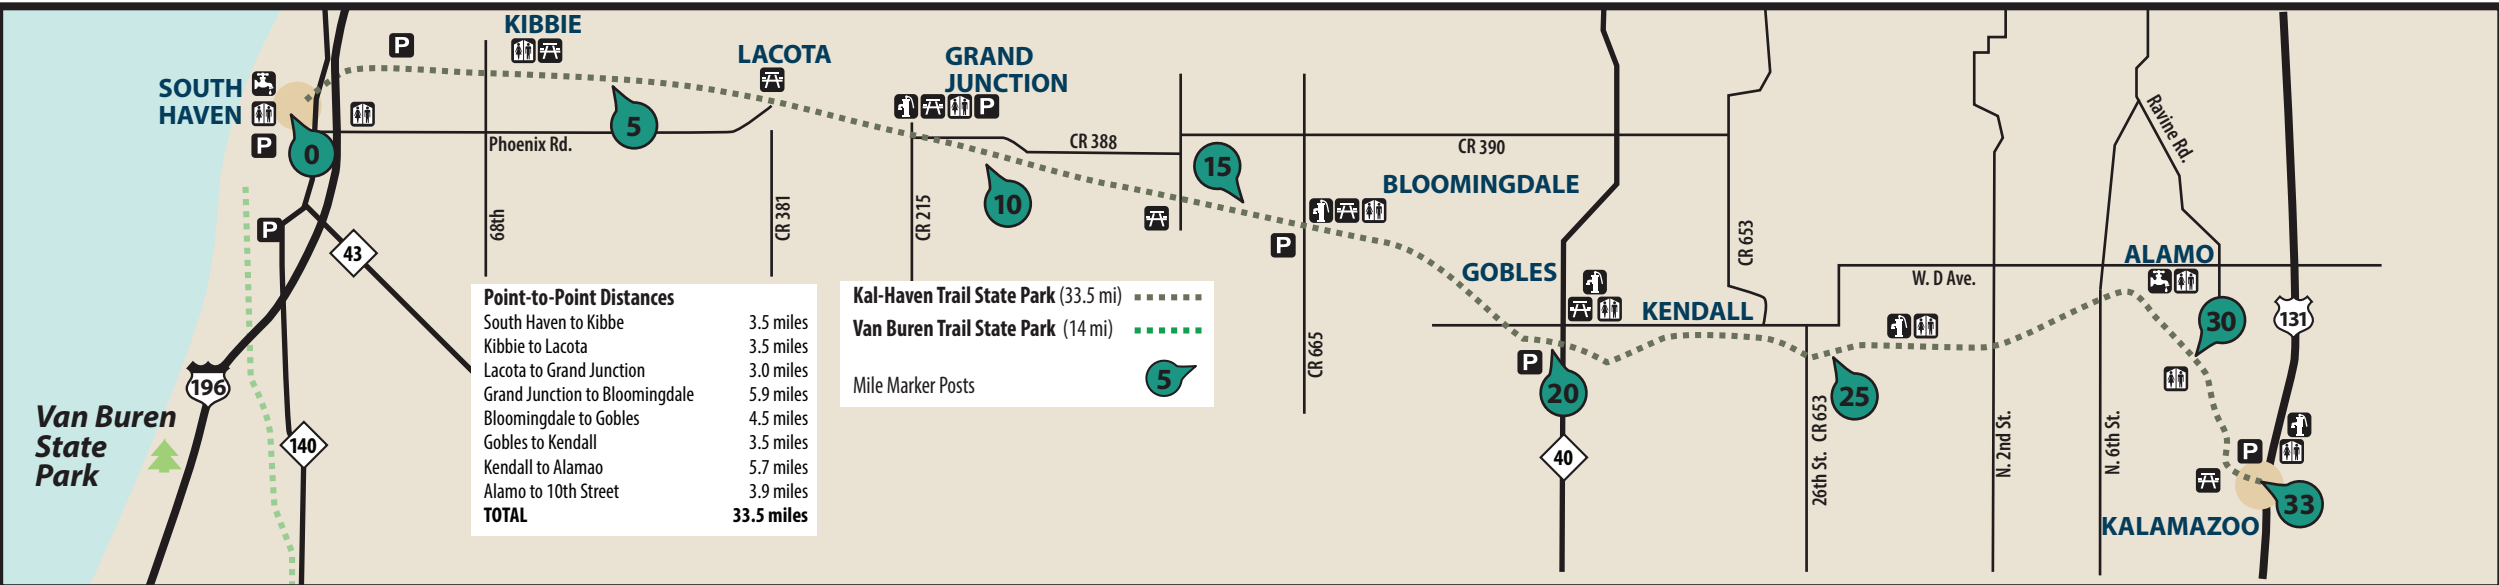 KIBBIE
LACOTA
GRAND
JUNCTION
SOUTH
HAVEN
P
P
P
P
0
5
10
15
Phoenix Rd.
CR 388
CR 390
Ravine Rd.
68th
CR 381
CR 215
CR 665
CR 653
BLOOMINGDALE
P
GOBLES
KENDALL
ALAMO
W. D Ave.
P
43
196
140
40
131
20
25
30
33
26th St. CR 653
N. 2nd St.
N. 6th St.
P
KALAMAZOO
Van Buren
State
Park
Point-to-Point Distances
South Haven to Kibbe 3.5 miles
Kibbie to Lacota 3.5 miles
Lacota to Grand Junction 3.0 miles
Grand Junction to Bloomingdale 5.9 miles
Bloomingdale to Gobles 4.5 miles
Gobles to Kendall 3.5 miles
Kendall to Alamao 5.7 miles
Alamo to 10th Street 3.9 miles
TOTAL 33.5 miles
Kal-Haven Trail State Park (33.5 mi)
Van Buren Trail State Park (14 mi)
Mile Marker Posts 5